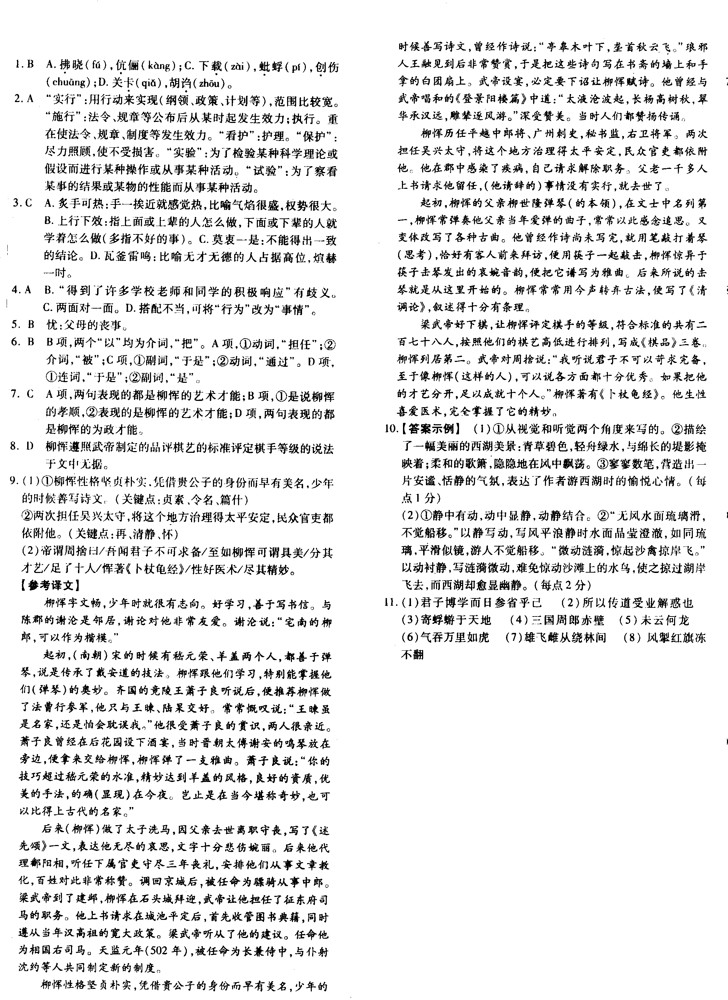 1. B A. 拂晓(fú),伉俪(kàng);C. 下载(zài),蚍蜉(pí),创伤
(chuāng);D. 关卡(qiǎ),胡诌(zhōu)。
2. A “实行”:用行动来实现(纲领、政策、计划等),范围比较宽。
“施行”:法令、规章等公布后从某时起发生效力;执行。重
在使法令、规章、制度等发生效力。“看护”:护理。“保护”:
尽力照顾,使不受损害。“实验”:为了检验某种科学理论或
假设而进行某种操作或从事某种活动。“试验”:为了察看
某事的结果或某物的性能而从事某种活动。
3. C A. 炙手可热:手一挨近就感觉热,比喻气焰很盛,权势很大。
B. 上行下效:指上面或上辈的人怎么做,下面或下辈的人就
学着怎么做(多指不好的事)。C. 莫衷一是:不能得出一致
的结论。D. 瓦釜雷鸣:比喻无才无德的人占据高位,煊赫
一时。
4. A B. “得到了许多学校老师和同学的积极响应”有歧义。
C. 两面对一面。D. 搭配不当,可将“行为”改为“事情”。
5. B 忧:父母的丧事。
6. B B 项,两个“以”均为介词,“把”。A 项,①动词,“担任”;②
介词,“被”;C 项,①副词,“于是”;②动词,“通过”。D 项,
①连词,“于是”;②副词,“是”。
7. C A 项,两句表现的都是柳恽的艺术才能;B 项,①是说柳恽
的孝顺,②表现的是柳恽的艺术才能;D 项,两句表现的都
是柳恽的为政才能。
8. D 柳恽遵照武帝制定的品评棋艺的标准评定棋手等级的说法
于文中无据。
9. (1)①柳恽性格坚贞朴实,凭借贵公子的身份而早有美名,少年
的时候善写诗文。(关键点:贞素、令名、篇什)
②两次担任吴兴太守,将这个地方治理得太平安定,民众官吏都
依附他。(关键点:再、清静、怀)
(2)帝谓周捨曰/吾闻君子不可求备/至如柳恽可谓具美/分其
才艺/足了十人/恽著《卜杖龟经》/性好医术/尽其精妙。
【参考译文】
柳恽字文畅,少年时就很有志向。好学习,善于写书信。与
陈郡的谢沦是邻居,谢论对他非常友爱。谢沦说:“宅南的柳
郎,可以作为楷模。”
起初,(南朝)宋的时候有嵇元荣、羊盖两个人,都善于弹
琴,说是传承了戴安道的技法。柳恽跟他们学习,特别能掌握他
们(弹琴)的奥妙。齐国的竟陵王萧子良听说后,便推荐柳恽做
了法曹行参军,他只与王暕、陆杲交好。常常慨叹说:“王暕虽
是名家,还是怕会耽误我。”他很受萧子良的赏识,两人很亲近。
萧子良曾经在后花园设下酒宴,当时晋朝太傅谢安的鸣琴放在
旁边,便拿来交给柳恽,柳恽弹了一支雅曲。萧子良说:“你的
技巧超过嵇元荣的水准,精妙达到羊盖的风格,良好的资质,优
美的手法,的确(显现)在今夜。岂止是在当今堪称奇妙,也可
以比得上古代的名家。”
后来(柳恽)做了太子洗马,因父亲去世离职守丧,写了《述
先颂》一文,表达他无尽的哀思,文字十分悲伤婉丽。后来他代
理鄱阳相,听任下属官吏守尽三年丧礼,安排他们从事文章教
化,百姓对此非常称赞。调回京城后,被任命为骠骑从事中郎。
梁武帝到了建邺,柳恽在石头城拜迎,武帝让他担任了征东府司
马的职务。他上书请求在城池平定后,首先收管图书典籍,同时
遵从当年汉高祖的宽大政策。梁武帝听从了他的建议。任命他
为相国右司马。天监元年(502 年),被任命为长兼侍中,与仆射
沈约等人共同制定新的制度。
柳恽性格坚贞朴实,凭借贵公子的身份而早有美名,少年的
时候善写诗文,曾经作诗说:“亭皋木叶下,垄首秋云飞。”琅邪
人王融见到后非常赞赏,于是把这些诗句写在书斋的墙上和手
拿的白团扇上。武帝设宴,必定要下诏让柳恽赋诗。他曾经与
武帝唱和的《登景阳楼篇》中道:“太液沧波起,长杨高树秋,翠
华承汉远,雕辇逐风游。”深受赞美。当时人们都赞扬传诵。
柳恽历任平越中郎将、广州刺史,秘书监,右卫将军。两次
担任吴兴太守,将这个地方治理得太平安定,民众官吏都依附
他。他在郡中感染了疾病,自己请求解除职务。父老一千多人
上书请求他留任,(他请辞的)事情没有实行,就去世了。
起初,柳恽的父亲柳世隆弹琴(的本领),在文士中名列第
一,柳恽常弹奏他父亲当年爱弹的曲子,常常以此感念追思。又
变体改写了各种古曲。他曾经作诗尚未写完,就用笔敲打着琴
(思考),恰好有客人前来拜访,便用筷子一起敲击,柳恽惊异于
筷子击琴发出的哀婉音韵,便把它谱写为雅曲。后来所说的击
琴就是从这里开始的。柳恽常常用今声转弃古法,便写了《清
调论》,叙述得十分有条理。
梁武帝好下棋,让柳恽评定棋手的等级,符合标准的共有二
百七十八人,按照他们的棋艺高低进行排列,写成《棋品》三卷。
柳恽列居第二。武帝对周捨说:“我听说君子不可以苛求完备,
至于像柳恽(这样的人),可以说各方面都十分优秀。如果把他
的才艺分开,足以成就十个人。”柳恽著有《卜杖龟经》。他生性
喜爱医术,完全掌握了它的精妙。
10. 【答案示例】 (1)①从视觉和听觉两个角度来写的。②描绘
了一幅美丽的西湖美景:青草碧色,轻舟绿水,与绵长的堤影掩
映着;柔和的歌箫,隐隐地在风中飘荡。③寥寥数笔,营造出一
片安谧、恬静的气氛,表达了作者游西湖时的愉悦心情。(每
点 1 分)
(2)①静中有动,动中显静,动静结合。②“无风水面琉璃滑,
不觉船移。”以静写动,写风平浪静时水面晶莹澄澈,如同琉
璃,平滑似镜,游人不觉船移。“微动涟漪,惊起沙禽掠岸飞。”
以动衬静,写涟漪微动,难免惊动沙滩上的水鸟,使之掠过湖岸
飞去,而西湖却愈显幽静。(每点 2 分)
11. (1)君子博学而日参省乎己 (2)所以传道受业解惑也
(3)寄蜉蝣于天地 (4)三国周郎赤壁 (5)未云何龙
(6)气吞万里如虎 (7)雄飞雌从绕林间 (8) 风掣红旗冻
不翻